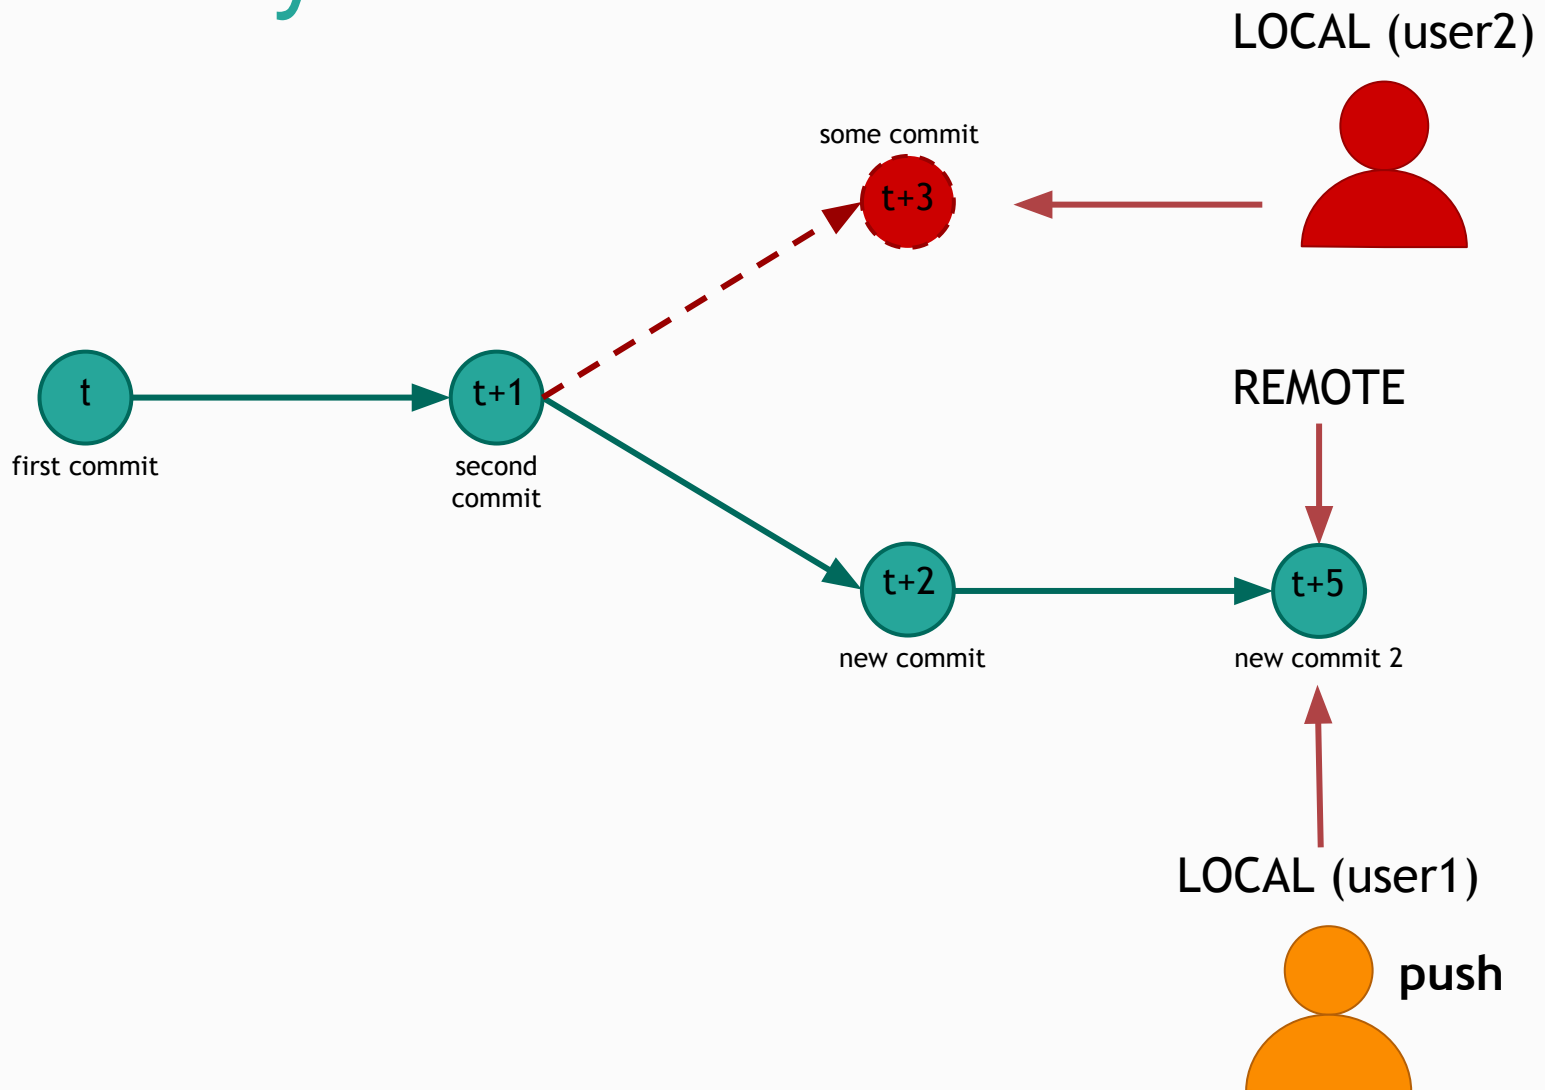 LOCAL (user2)
some commit
t+3
t
t+1
REMOTE
first commit
second
commit
t+2
t+5
new commit
new commit 2
LOCAL (user1)
push